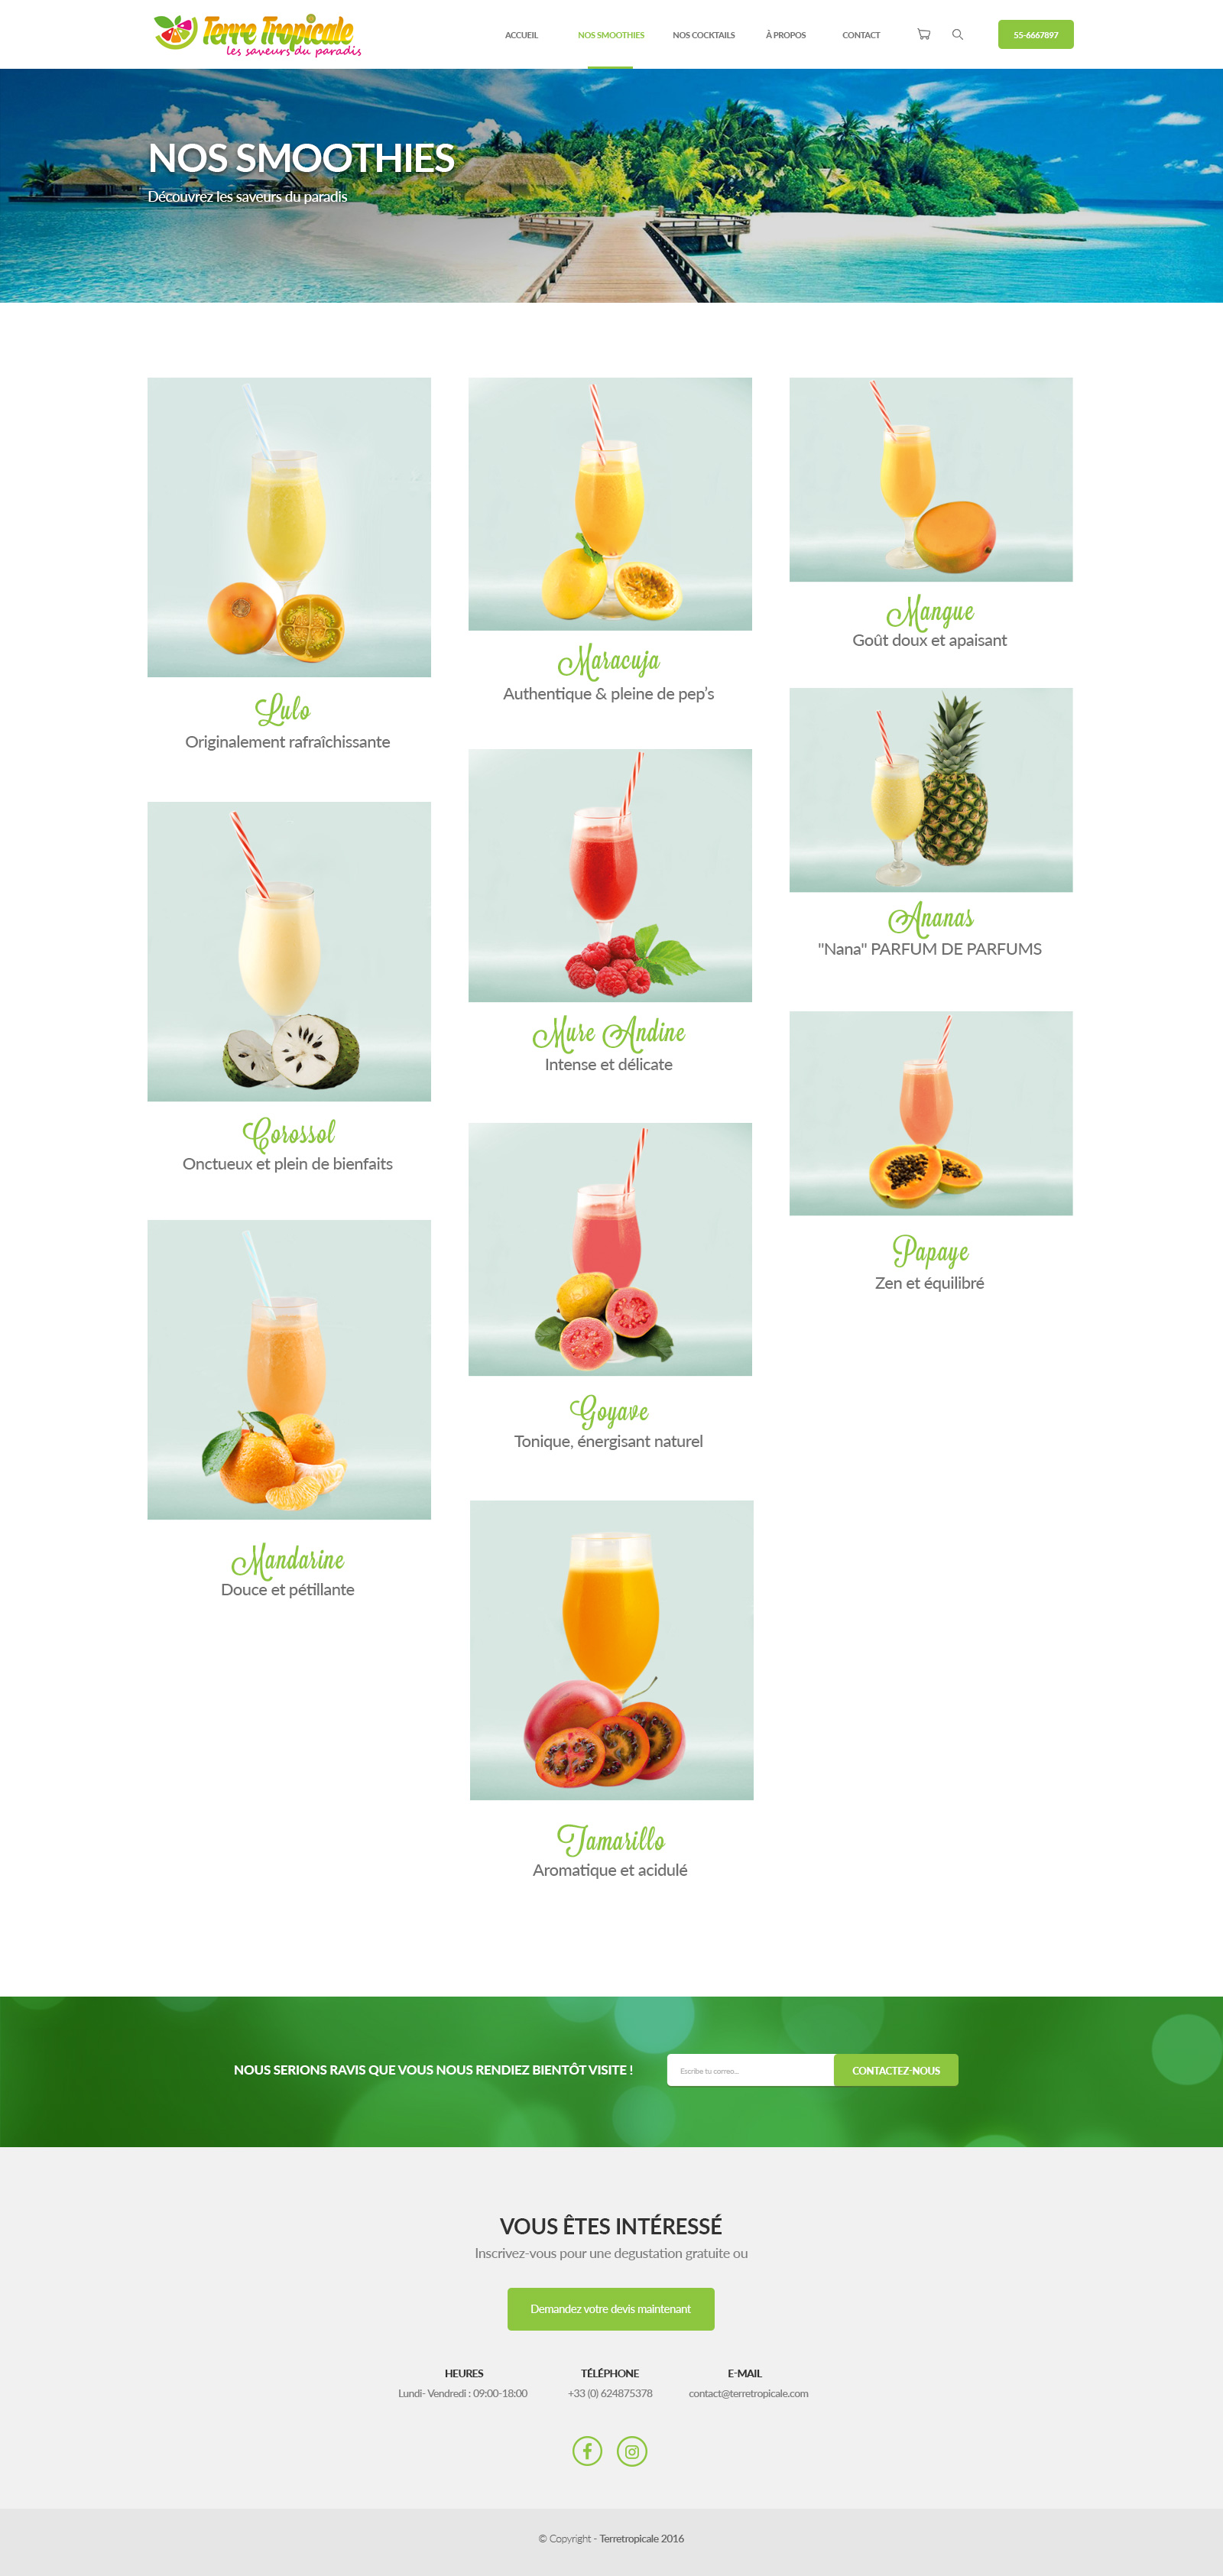 Terre Tropicale
les saveurs du paradis
ACCUEIL NOS SMOOTHIES NOS COCKTAILS À PROPOS CONTACT 55-6667897
NOS SMOOTHIES
Découvrez les saveurs du paradis
Lulo
Originalement rafraîchissante
Corossol
Onctueux et plein de bienfaits
Mandarine
Douce et pétillante
Maracuja
Authentique & pleine de pep’s
Mure Andine
Intense et délicate
Goyave
Tonique, énergisant naturel
Tamarillo
Aromatique et acidulé
Mangue
Goût doux et apaisant
Ananas
"Nana" PARFUM DE PARFUMS
Papaye
Zen et équilibré
NOUS SERIONS RAVIS QUE VOUS NOUS RENDIEZ BIENTÔT VISITE !
Escribe tu correo...
CONTACTEZ-NOUS
VOUS ÊTES INTÉRESSÉ
Inscrivez-vous pour une degustation gratuite ou
Demandez votre devis maintenant
HEURES
Lundi- Vendredi : 09:00-18:00
TÉLÉPHONE
+33 (0) 624875378
E-MAIL
contact@terretropicale.com
© Copyright - Terretropicale 2016